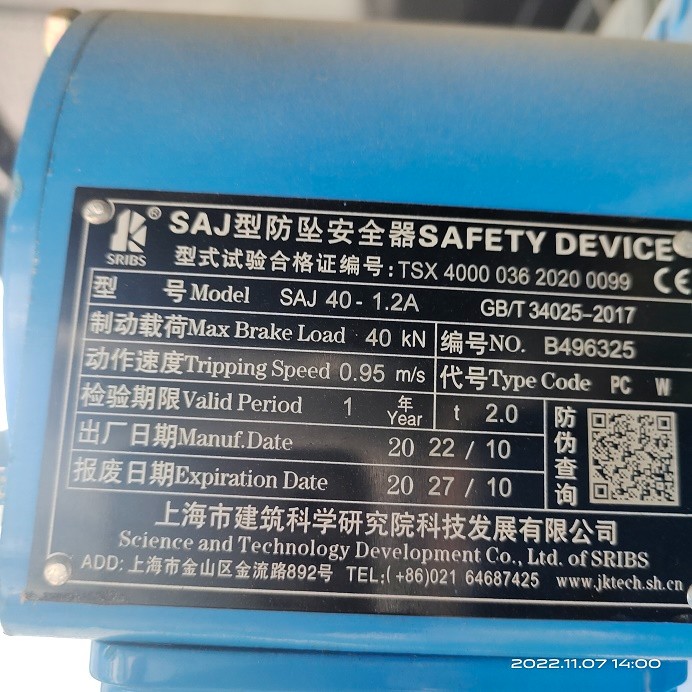 SAJ型防坠安全器SAFETY DEVICE
® SRIBS
型式试验合格证编号:TSX 4000 036 2020 0099 CE
型 号Model SAJ 40-1.2A GB/T 34025-2017
制动载荷Max Brake Load 40 kN 编号NO. B496325
动作速度Tripping Speed 0.95 m/s 代号Type Code PC W
检验期限Valid Period 1 年 Year t 2.0
出厂日期Manuf.Date 20 22 / 10
报废日期Expiration Date 20 27 / 10
防伪查询
上海市建筑科学研究院科技发展有限公司
Science and Technology Development Co., Ltd. of SRIBS
ADD: 上海市金山区金流路892号 TEL:(+86)021 64687425 www.jktech.sh.cn
2022.11.07 14:00